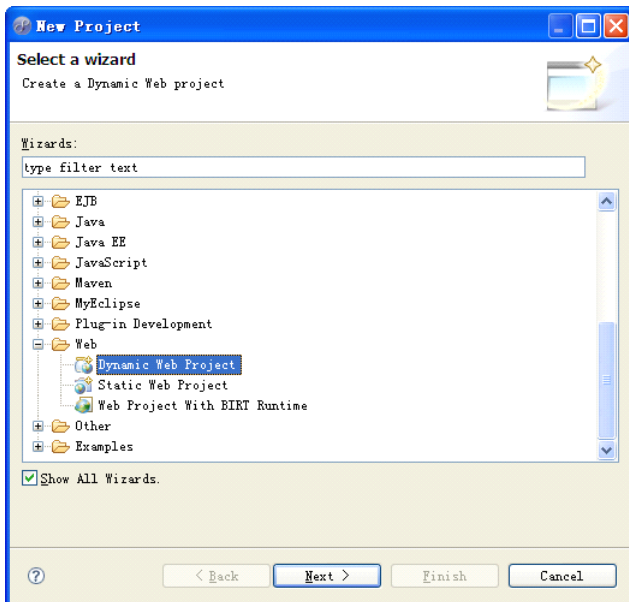 New Project
Select a wizard
Create a Dynamic Web project
Wizards:
type filter text
EJB
Java
Java EE
JavaScript
Maven
MyEclipse
Plug-in Development
Web
Dynamic Web Project
Static Web Project
Web Project With BIRT Runtime
Other
Examples
Show All Wizards.
< Back Next > Finish Cancel